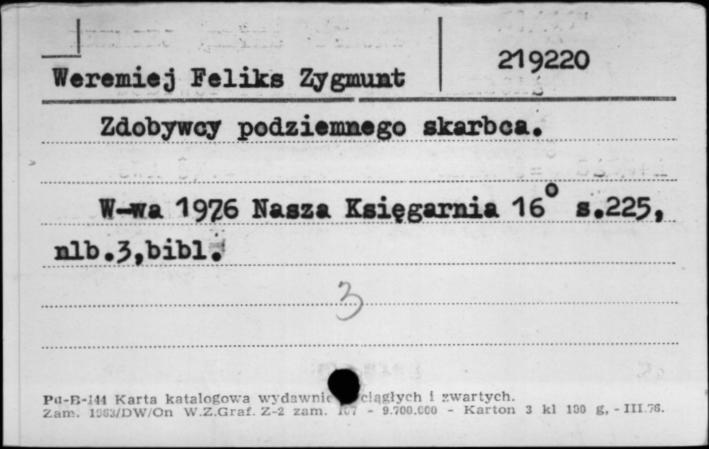 219220
Weremiej Feliks Zygmunt
Zdobywcy podziemnego skarbca.
W-wa 1976 Nasza Księgarnia 16° s.225,
nlb.3,bibl.
3
Pu-B-144 Karta katalogowa wydawnic ciągłych i zwartych.
Zam. 1563/DW/On W.Z.Graf. Z-2 zam. 107 - 9.700.000 - Karton 3 kl 190 g, - III.76.